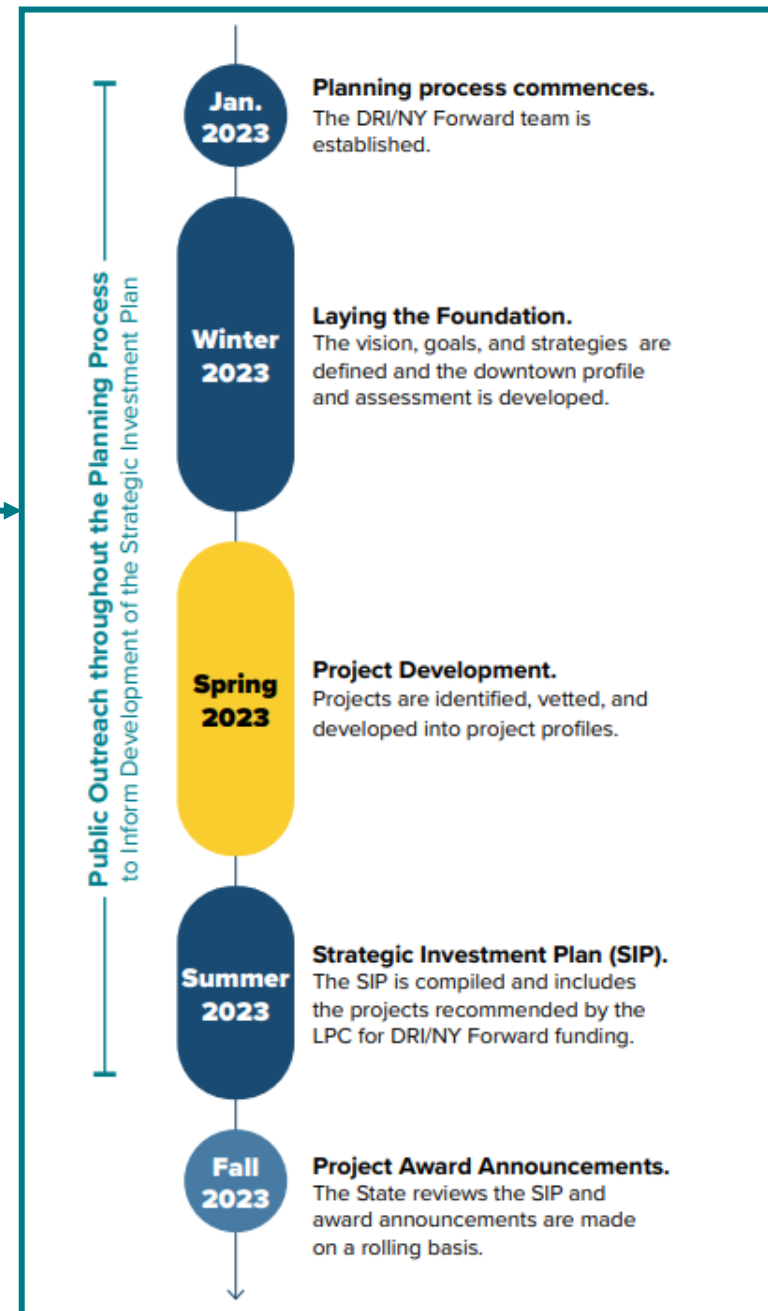 Public Outreach throughout the Planning Process
to Inform Development of the Strategic Investment Plan
Jan.
2023
Planning process commences.
The DRI/NY Forward team is
established.
Winter
2023
Laying the Foundation.
The vision, goals, and strategies are
defined and the downtown profile
and assessment is developed.
Spring
2023
Project Development.
Projects are identified, vetted, and
developed into project profiles.
Summer
2023
Strategic Investment Plan (SIP).
The SIP is compiled and includes
the projects recommended by the
LPC for DRI/NY Forward funding.
Fall
2023
Project Award Announcements.
The State reviews the SIP and
award announcements are made
on a rolling basis.